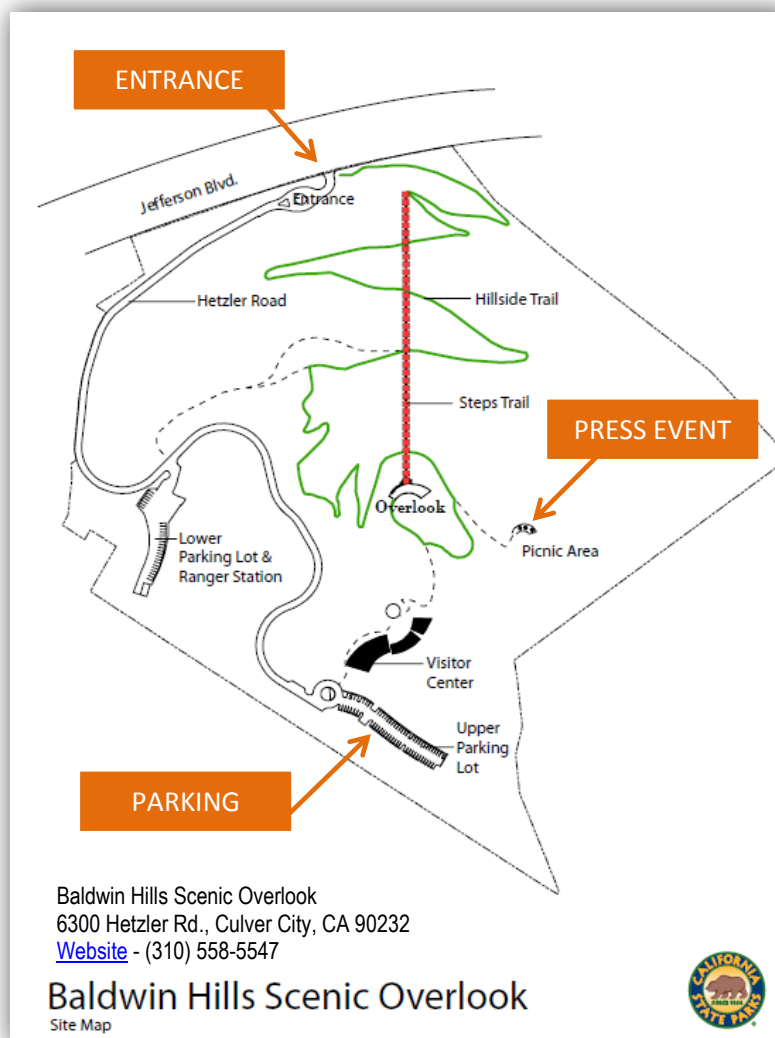 ENTRANCE
Jefferson Blvd.
Entrance
Hetzler Road
Hillside Trail
Steps Trail
PRESS EVENT
Overlook
Picnic Area
Lower
Parking Lot &
Ranger Station
Visitor
Center
Upper
Parking
Lot
PARKING
Baldwin Hills Scenic Overlook
6300 Hetzler Rd., Culver City, CA 90232
Website - (310) 558-5547
Baldwin Hills Scenic Overlook
Site Map
CALIFORNIA
SINCE 1864
STATE PARKS